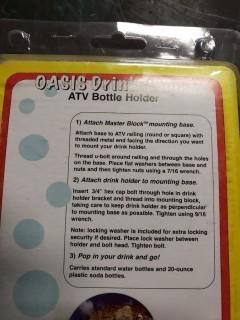 OASIS Drink
ATV Bottle Holder
1) Attach Master Block™ mounting base.
Attach base to ATV railing (round or square) with
threaded metal end facing the direction you want
to mount your drink holder.
Thread u-bolt around railing and through the holes
on the base. Place flat washers between base and
nuts and then tighten nuts using a 7/16 wrench.
2) Attach drink holder to mounting base.
Insert 3/4" hex cap bolt through hole in drink
holder bracket and thread into mounting block,
taking care to keep drink holder as perpendicular
to mounting base as possible. Tighten using 9/16
wrench.
Note: locking washer is included for extra locking
security if desired. Place lock washer between
holder and bolt head. Tighten bolt.
3) Pop in your drink and go!
Carries standard water bottles and 20-ounce
plastic soda bottles.